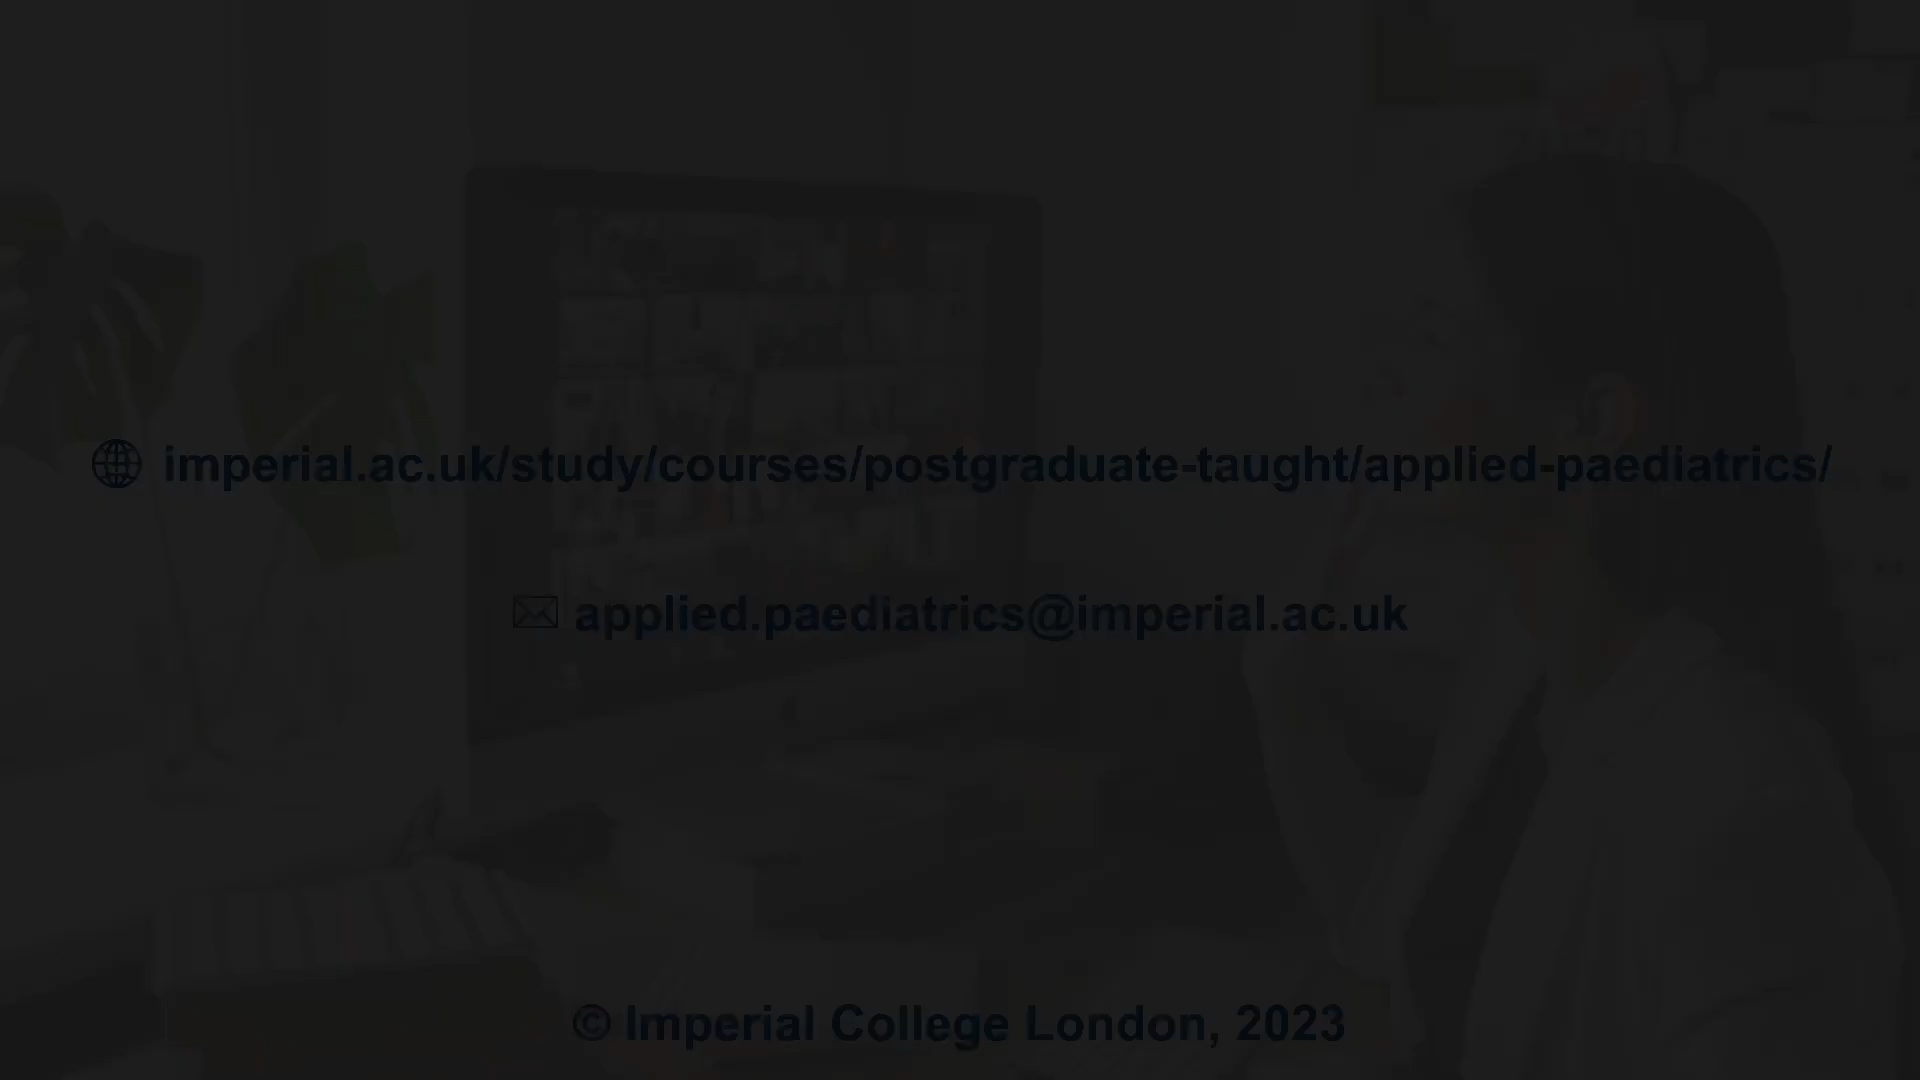 imperial.ac.uk/study/courses/postgraduate-taught/applied-paediatrics/
applied.paediatrics@imperial.ac.uk
© Imperial College London, 2023